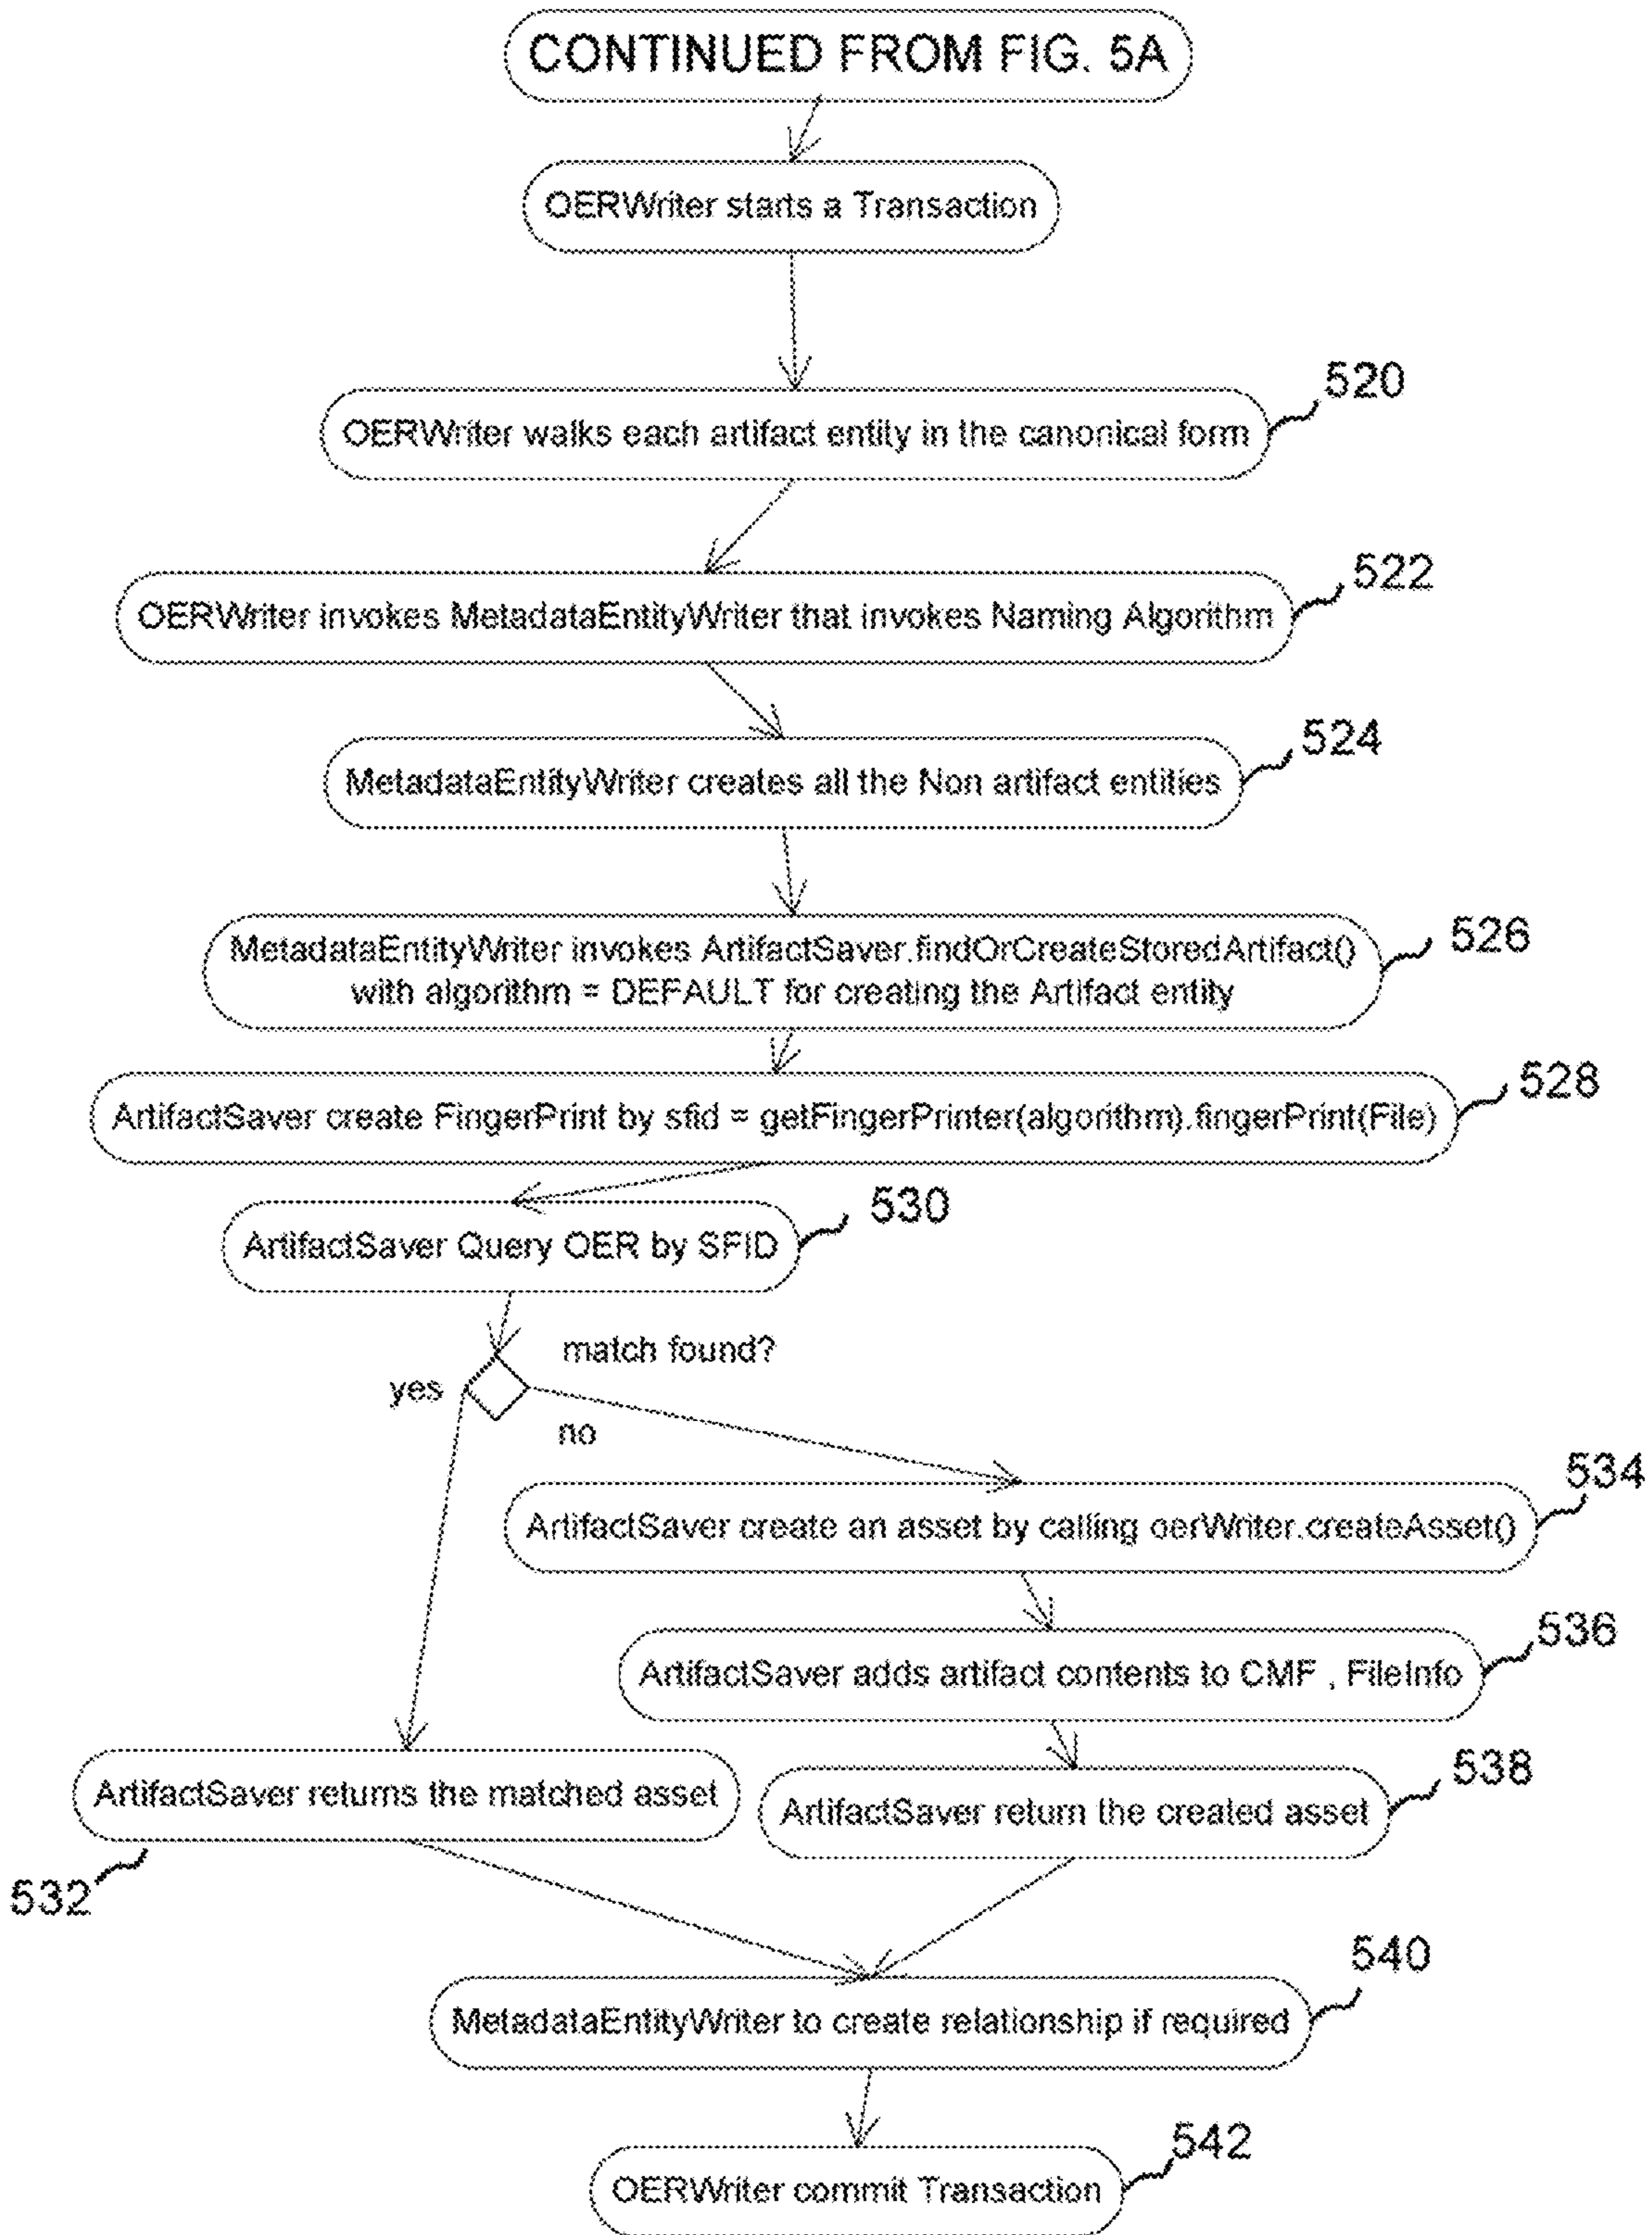 CONTINUED FROM FIG. 5A
OERWriter starts a Transaction
520
OERWriter walks each artifact entity in the canonical form
522
OERWriter invokes MetadataEntityWriter that invokes Naming Algorithm
524
MetadataEntityWriter creates all the Non artifact entities
526
MetadataEntityWriter invokes ArtifactSaver.findOrCreateStoredArtifact()
with algorithm = DEFAULT for creating the Artifact entity
528
ArtifactSaver create FingerPrint by sfid = getFingerPrinter(algorithm).fingerPrint(File)
530
ArtifactSaver Query OER by SFID
match found?
yes
no
534
ArtifactSaver create an asset by calling oerWriter.createAsset()
536
ArtifactSaver adds artifact contents to CMF , FileInfo
538
ArtifactSaver returns the matched asset
ArtifactSaver return the created asset
532
540
MetadataEntityWriter to create relationship if required
542
OERWriter commit Transaction